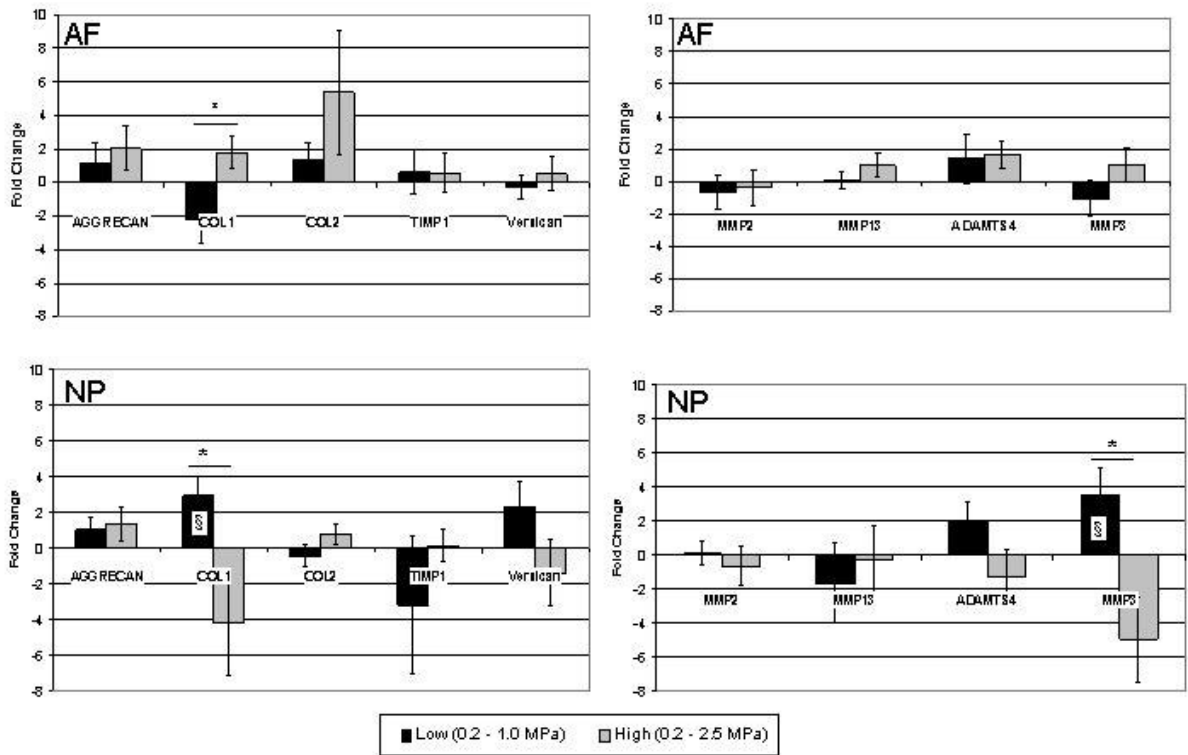 AF
Fold Change
10
8
6
4
2
0
-2
-4
-6
-8
*
AGGRECAN
COL1
COL2
TIMP1
Versican
AF
Fold Change
10
8
6
4
2
0
-2
-4
-6
-8
MMP2
MMP13
ADAMTS4
MMP3
NP
Fold Change
10
8
6
4
2
0
-2
-4
-6
-8
*
§
AGGRECAN
COL1
COL2
TIMP1
Versican
NP
Fold Change
10
8
6
4
2
0
-2
-4
-6
-8
*
§
MMP2
MMP13
ADAMTS4
MMP3
Low (0.2 - 1.0 MPa) High (0.2 - 2.5 MPa)